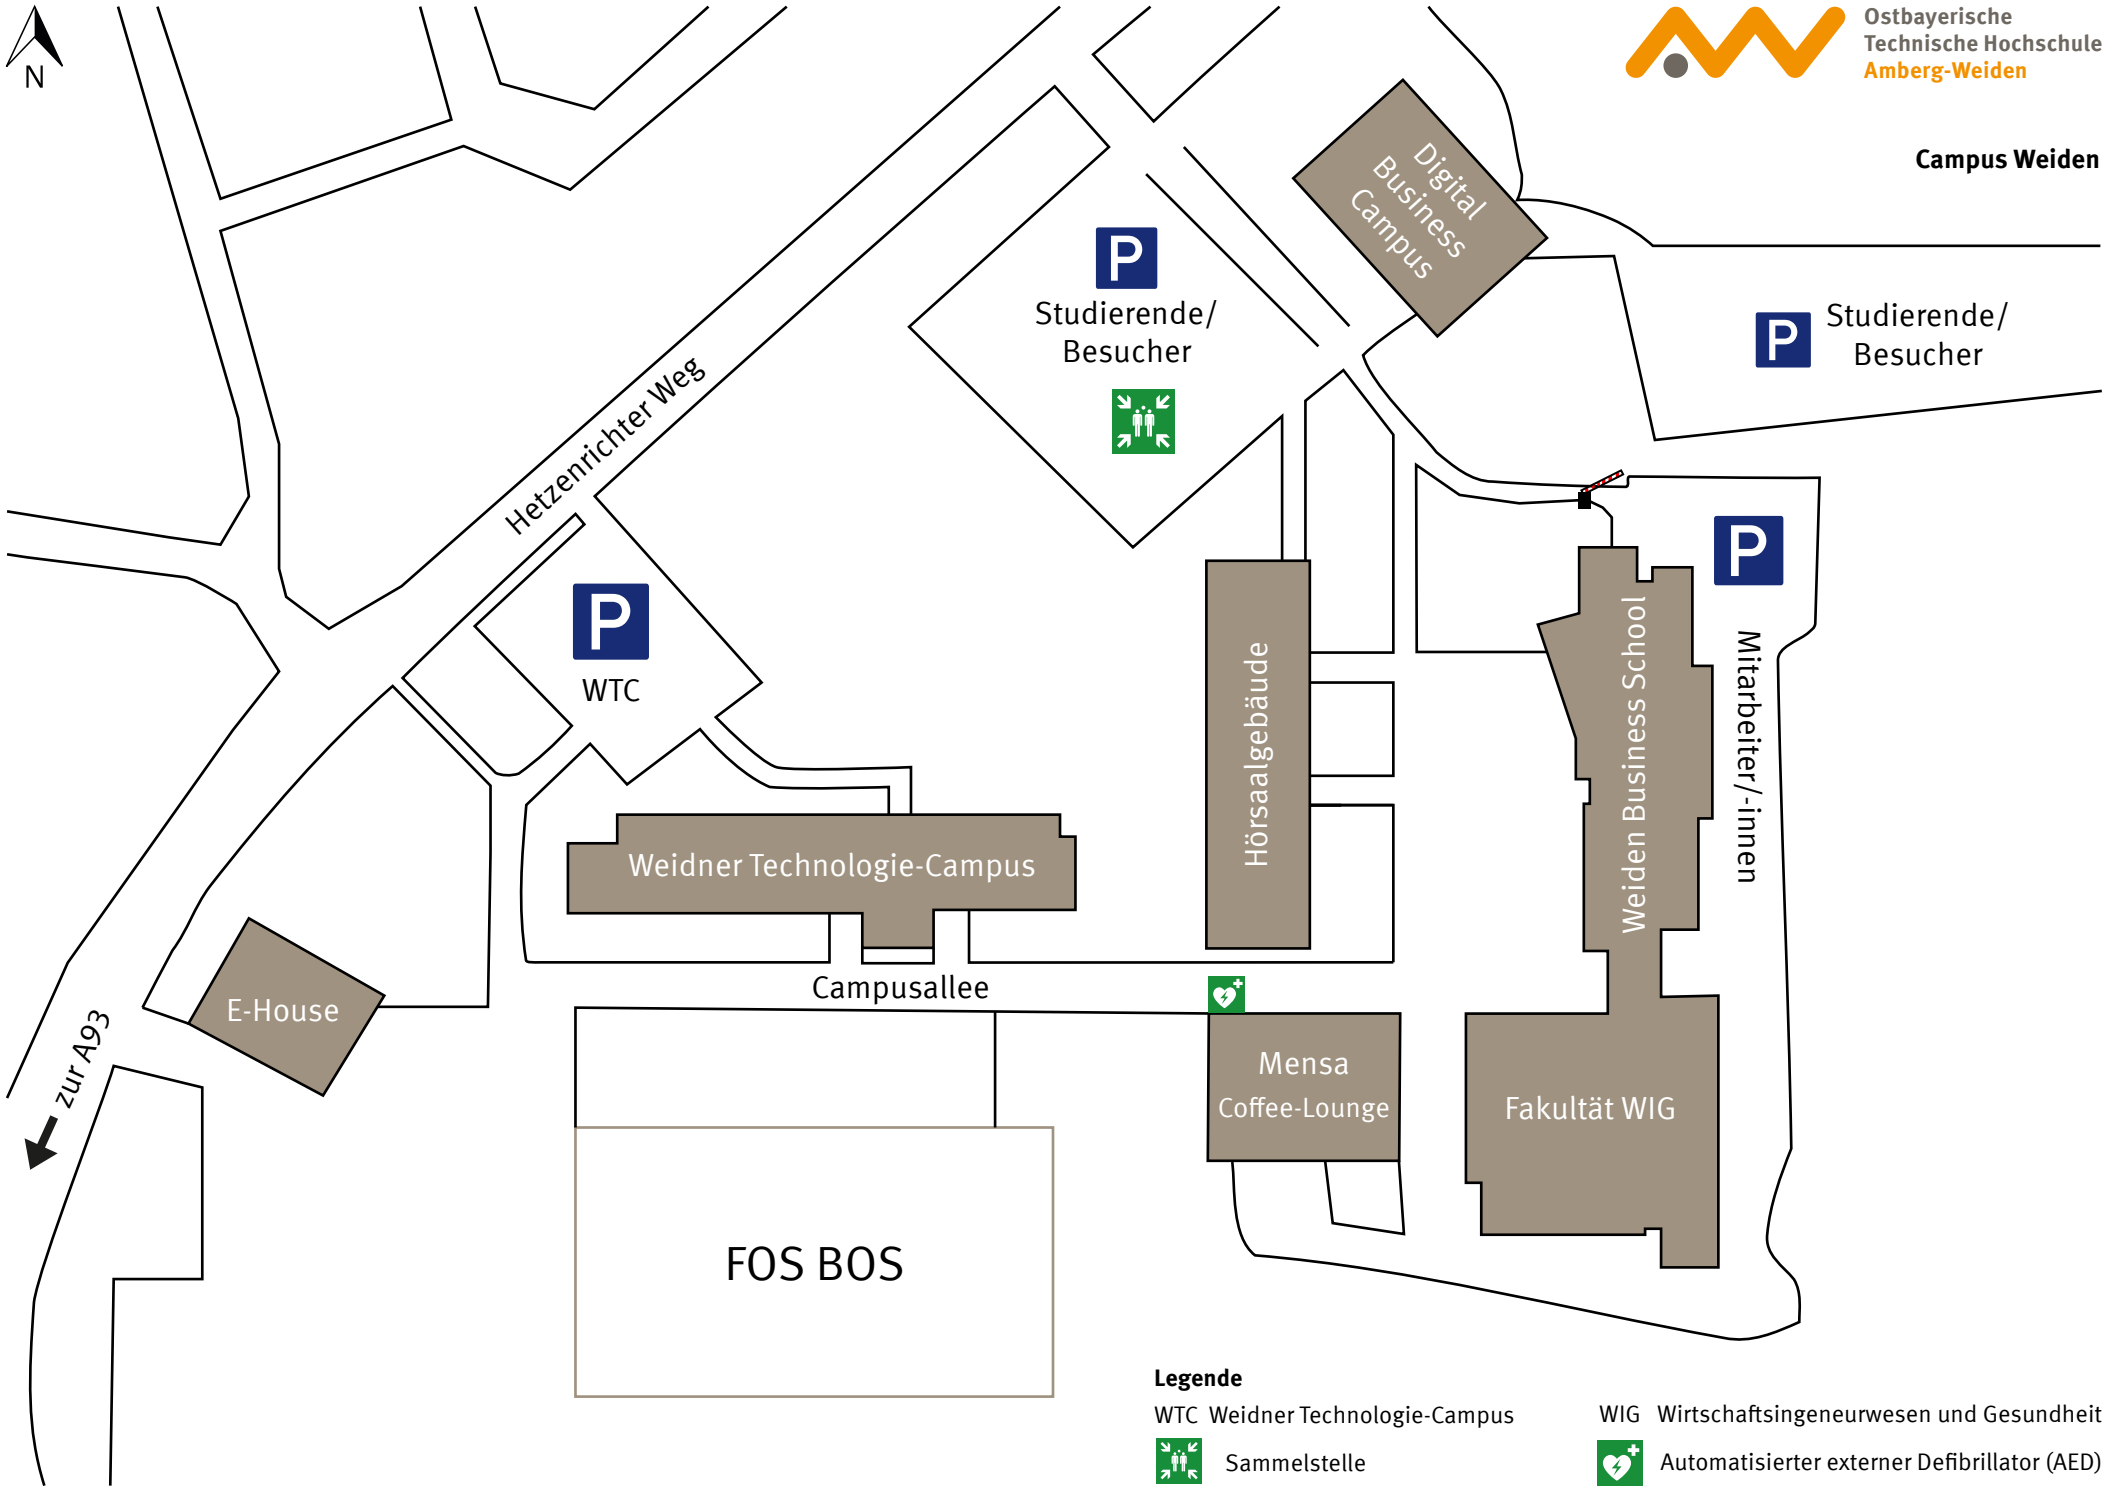 N
Ostbayerische
Technische Hochschule
Amberg-Weiden
Campus Weiden
Digital
Business
Campus
P
Studierende/
Besucher
P
Studierende/
Besucher
Hetzenrichter Weg
P
WTC
P
Mitarbeiter/-innen
Hörsaalgebäude
Weiden Business School
Weidner Technologie-Campus
Campusallee
E-House
zur A93
Mensa
Coffee-Lounge
Fakultät WIG
FOS BOS
Legende
WTC Weidner Technologie-Campus
WIG Wirtschaftsingeneurwesen und Gesundheit
Sammelstelle
Automatisierter externer Defibrillator (AED)